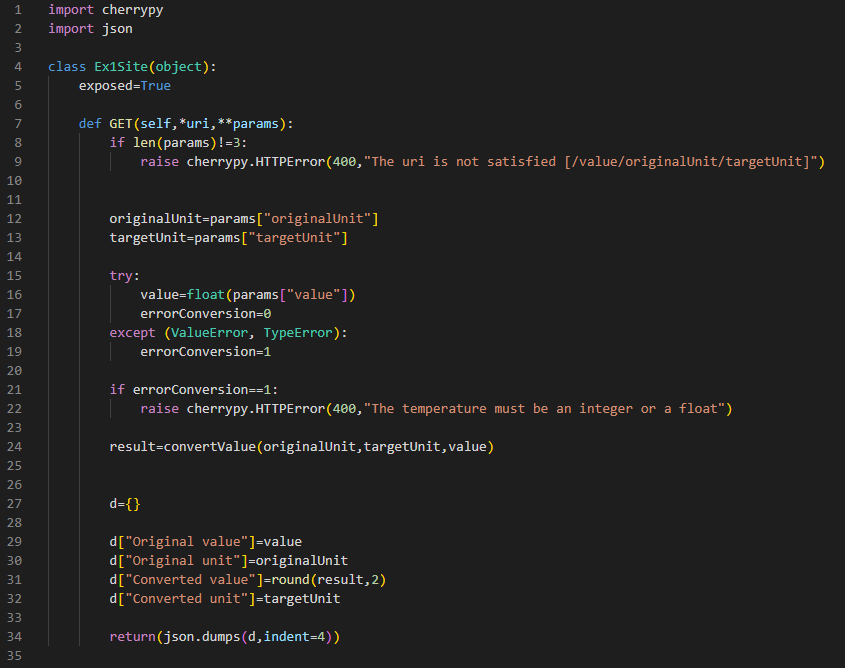 1 import cherrypy
2 import json
3
4 class Ex1Site(object):
5     exposed=True
6
7     def GET(self,*uri,**params):
8         if len(params)!=3:
9             raise cherrypy.HTTPError(400,"The uri is not satisfied [/value/originalUnit/targetUnit]")
10
11
12         originalUnit=params["originalUnit"]
13         targetUnit=params["targetUnit"]
14
15         try:
16             value=float(params["value"])
17             errorConversion=0
18         except (ValueError, TypeError):
19             errorConversion=1
20
21         if errorConversion==1:
22             raise cherrypy.HTTPError(400,"The temperature must be an integer or a float")
23
24         result=convertValue(originalUnit,targetUnit,value)
25
26
27         d={}
28
29         d["Original value"]=value
30         d["Original unit"]=originalUnit
31         d["Converted value"]=round(result,2)
32         d["Converted unit"]=targetUnit
33
34         return(json.dumps(d,indent=4))
35